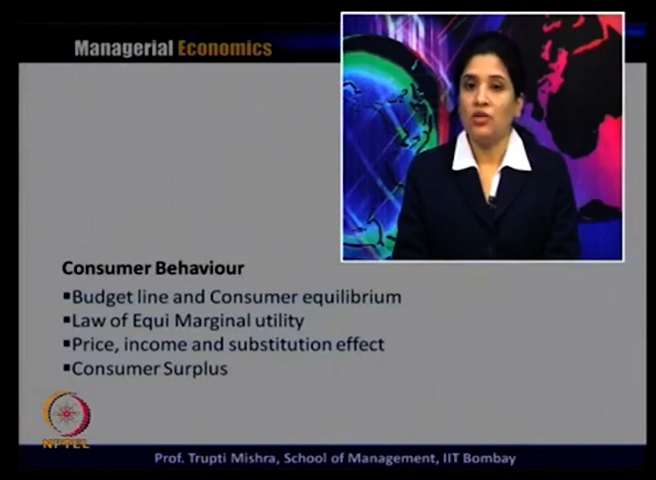 Managerial Economics
Consumer Behaviour
▪Budget line and Consumer equilibrium
▪Law of Equi Marginal utility
▪Price, income and substitution effect
▪Consumer Surplus
NPTEL
Prof. Trupti Mishra, School of Management, IIT Bombay